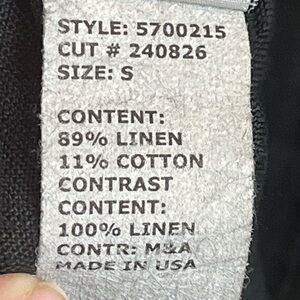 STYLE: 5700215
CUT # 240826
SIZE: S
CONTENT:
89% LINEN
11% COTTON
CONTRAST
CONTENT:
100% LINEN
CONTR: M&A
MADE IN USA